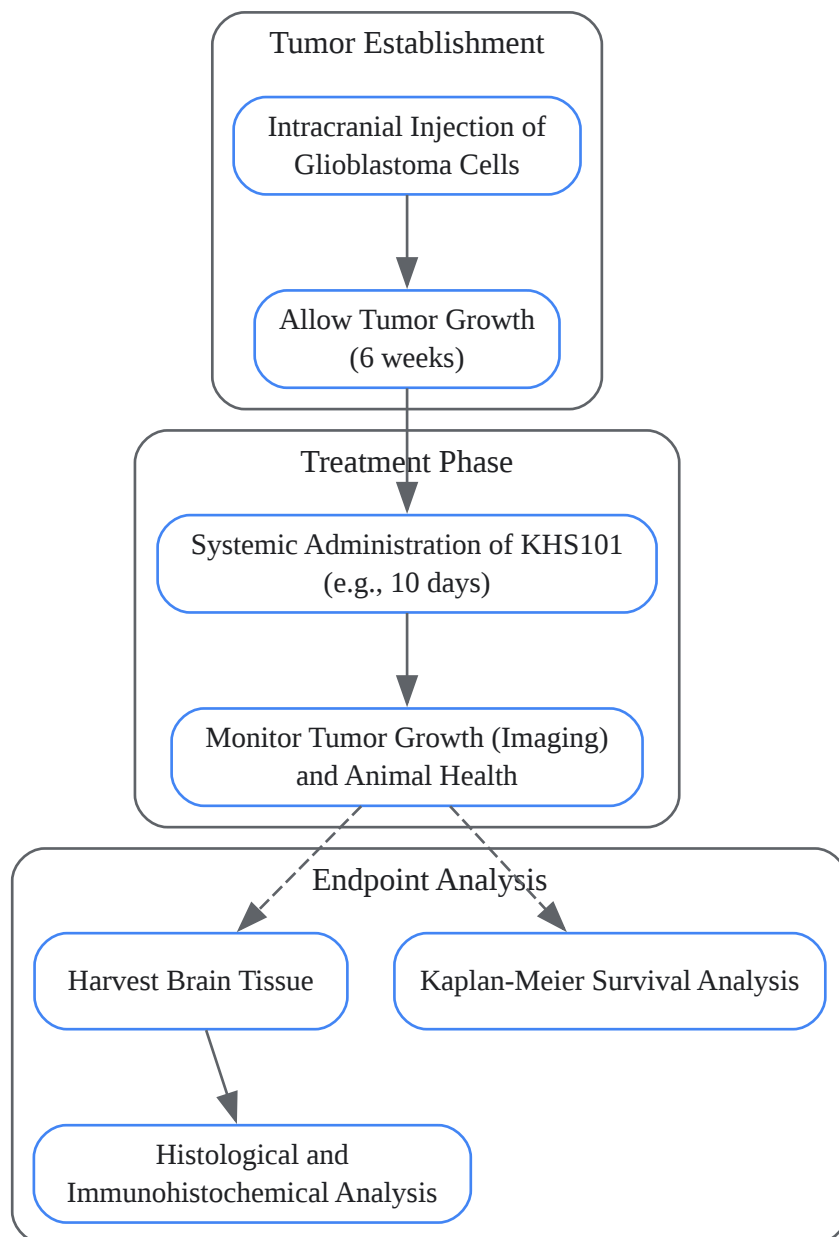 Tumor Establishment
Intracranial Injection of
Glioblastoma Cells
Allow Tumor Growth
(6 weeks)
Treatment Phase
Systemic Administration of KHS101
(e.g., 10 days)
Monitor Tumor Growth (Imaging)
and Animal Health
Endpoint Analysis
Harvest Brain Tissue
Kaplan-Meier Survival Analysis
Histological and
Immunohistochemical Analysis